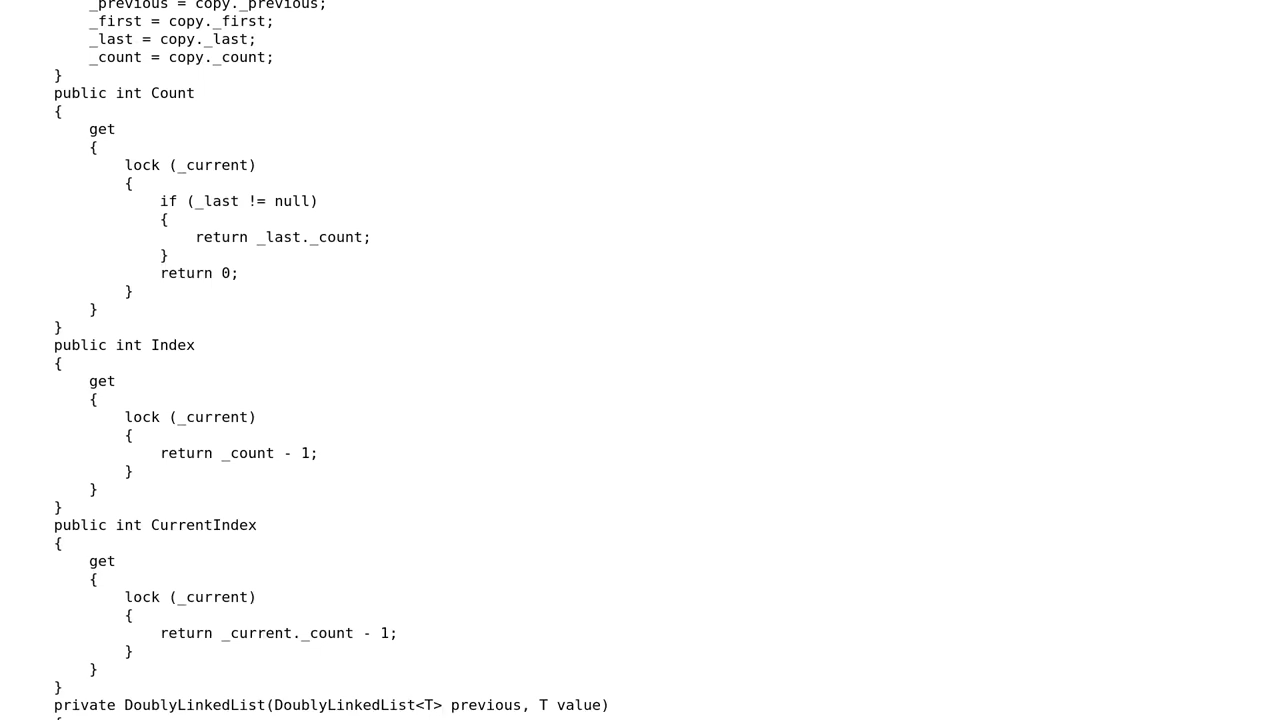 _previous = copy._previous;
_first = copy._first;
_last = copy._last;
_count = copy._count;
}
public int Count
{
get
{
lock (_current)
{
if (_last != null)
{
return _last._count;
}
return 0;
}
}
}
public int Index
{
get
{
lock (_current)
{
return _count - 1;
}
}
}
public int CurrentIndex
{
get
{
lock (_current)
{
return _current._count - 1;
}
}
}
private DoublyLinkedList(DoublyLinkedList<T> previous, T value)
{